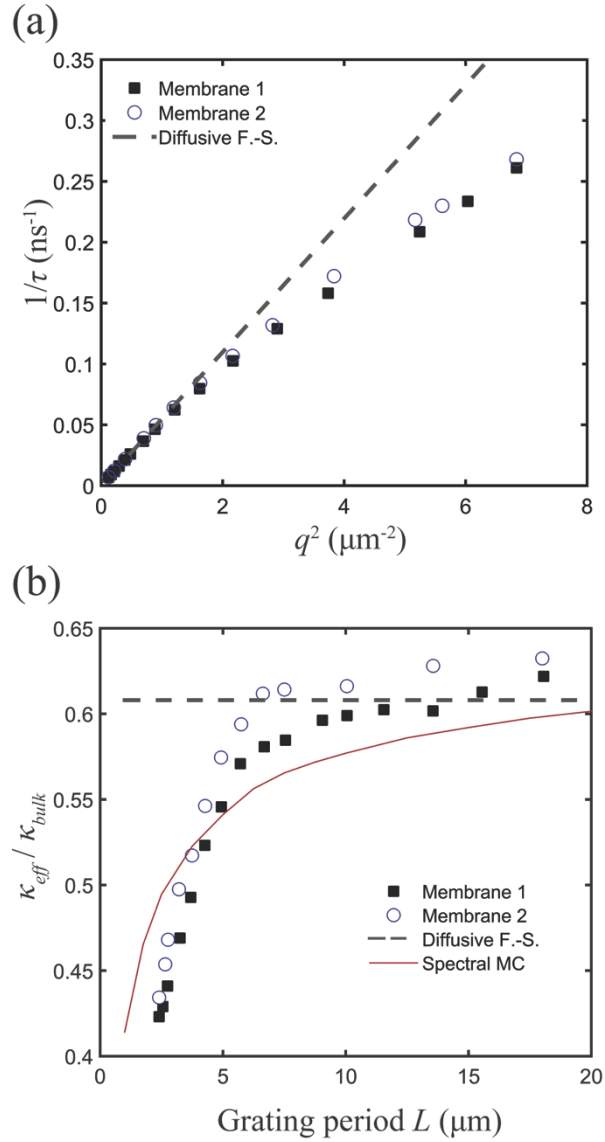 (a)
0.35
0.3
0.25
0.2
0.15
0.1
0.05
0
1/τ (ns⁻¹)
Membrane 1
Membrane 2
Diffusive F.-S.
0 2 4 6 8
q² (μm⁻²)
(b)
0.65
0.6
0.55
0.5
0.45
0.4
κeff / κbulk
Membrane 1
Membrane 2
Diffusive F.-S.
Spectral MC
0 5 10 15 20
Grating period L (μm)